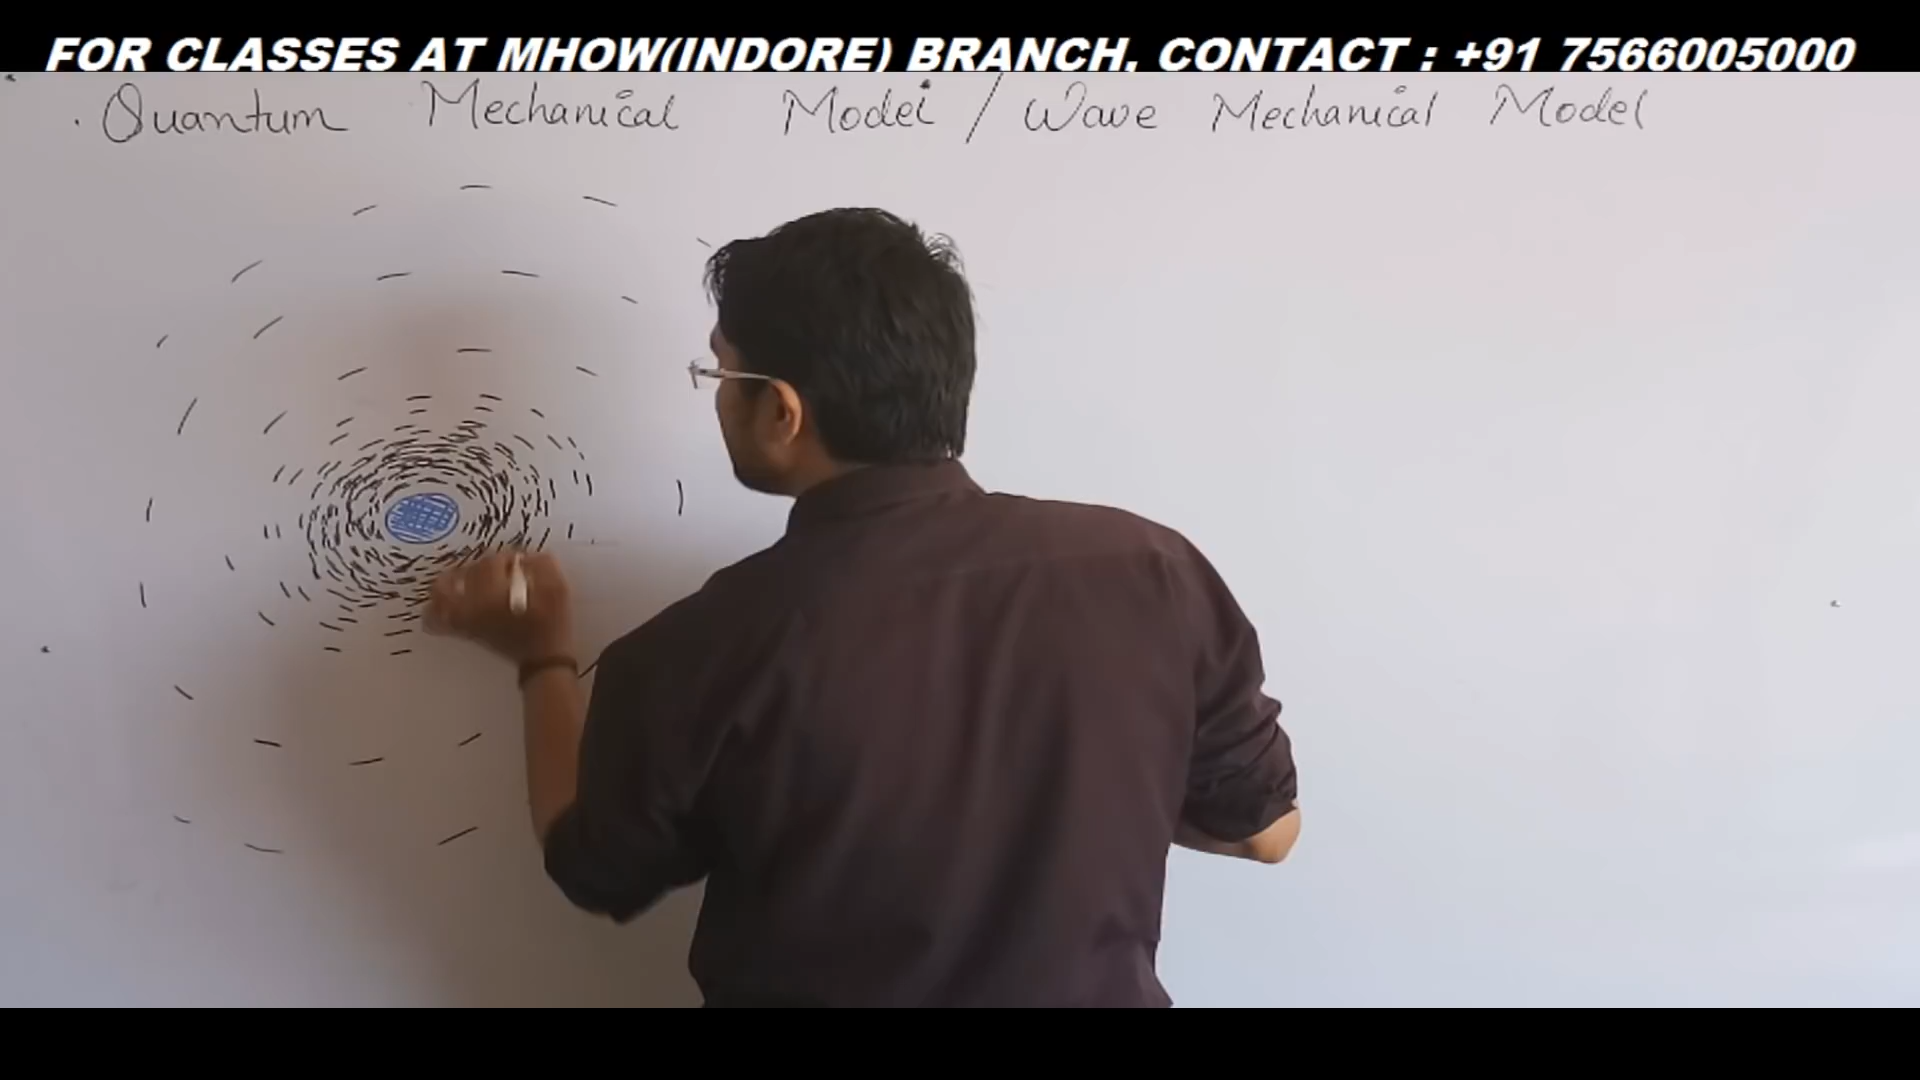 FOR CLASSES AT MHOW(INDORE) BRANCH, CONTACT : +91 7566005000
Quantum Mechanical Model / Wave Mechanical Model